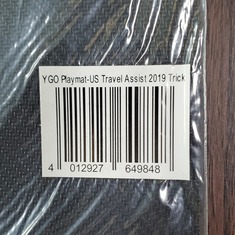 YGO Playmat-US Travel Assist 2019 Trick
4 012927 649848